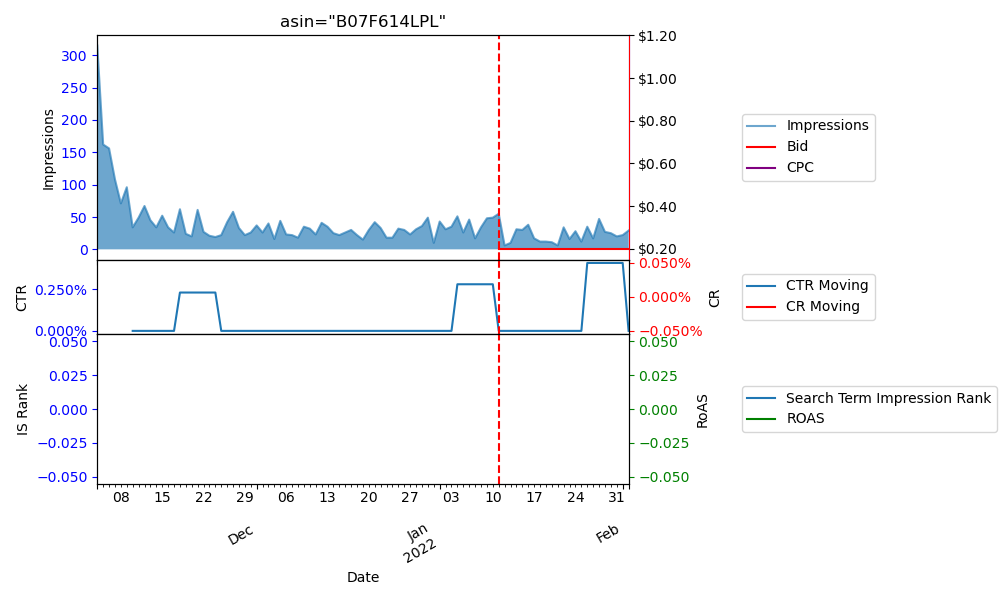 asin="B07F614LPL"
300
250
200
150
100
50
0
Impressions
$1.20
$1.00
$0.80
$0.60
$0.40
$0.20
Impressions
Bid
CPC
0.250%
0.000%
CTR
0.050%
0.000%
−0.050%
CR
CTR Moving
CR Moving
0.050
0.025
0.000
−0.025
−0.050
IS Rank
0.050
0.025
0.000
−0.025
−0.050
RoAS
Search Term Impression Rank
ROAS
08 15 22 29 06 13 20 27 03 10 17 24 31
Dec Jan Feb
2022
Date